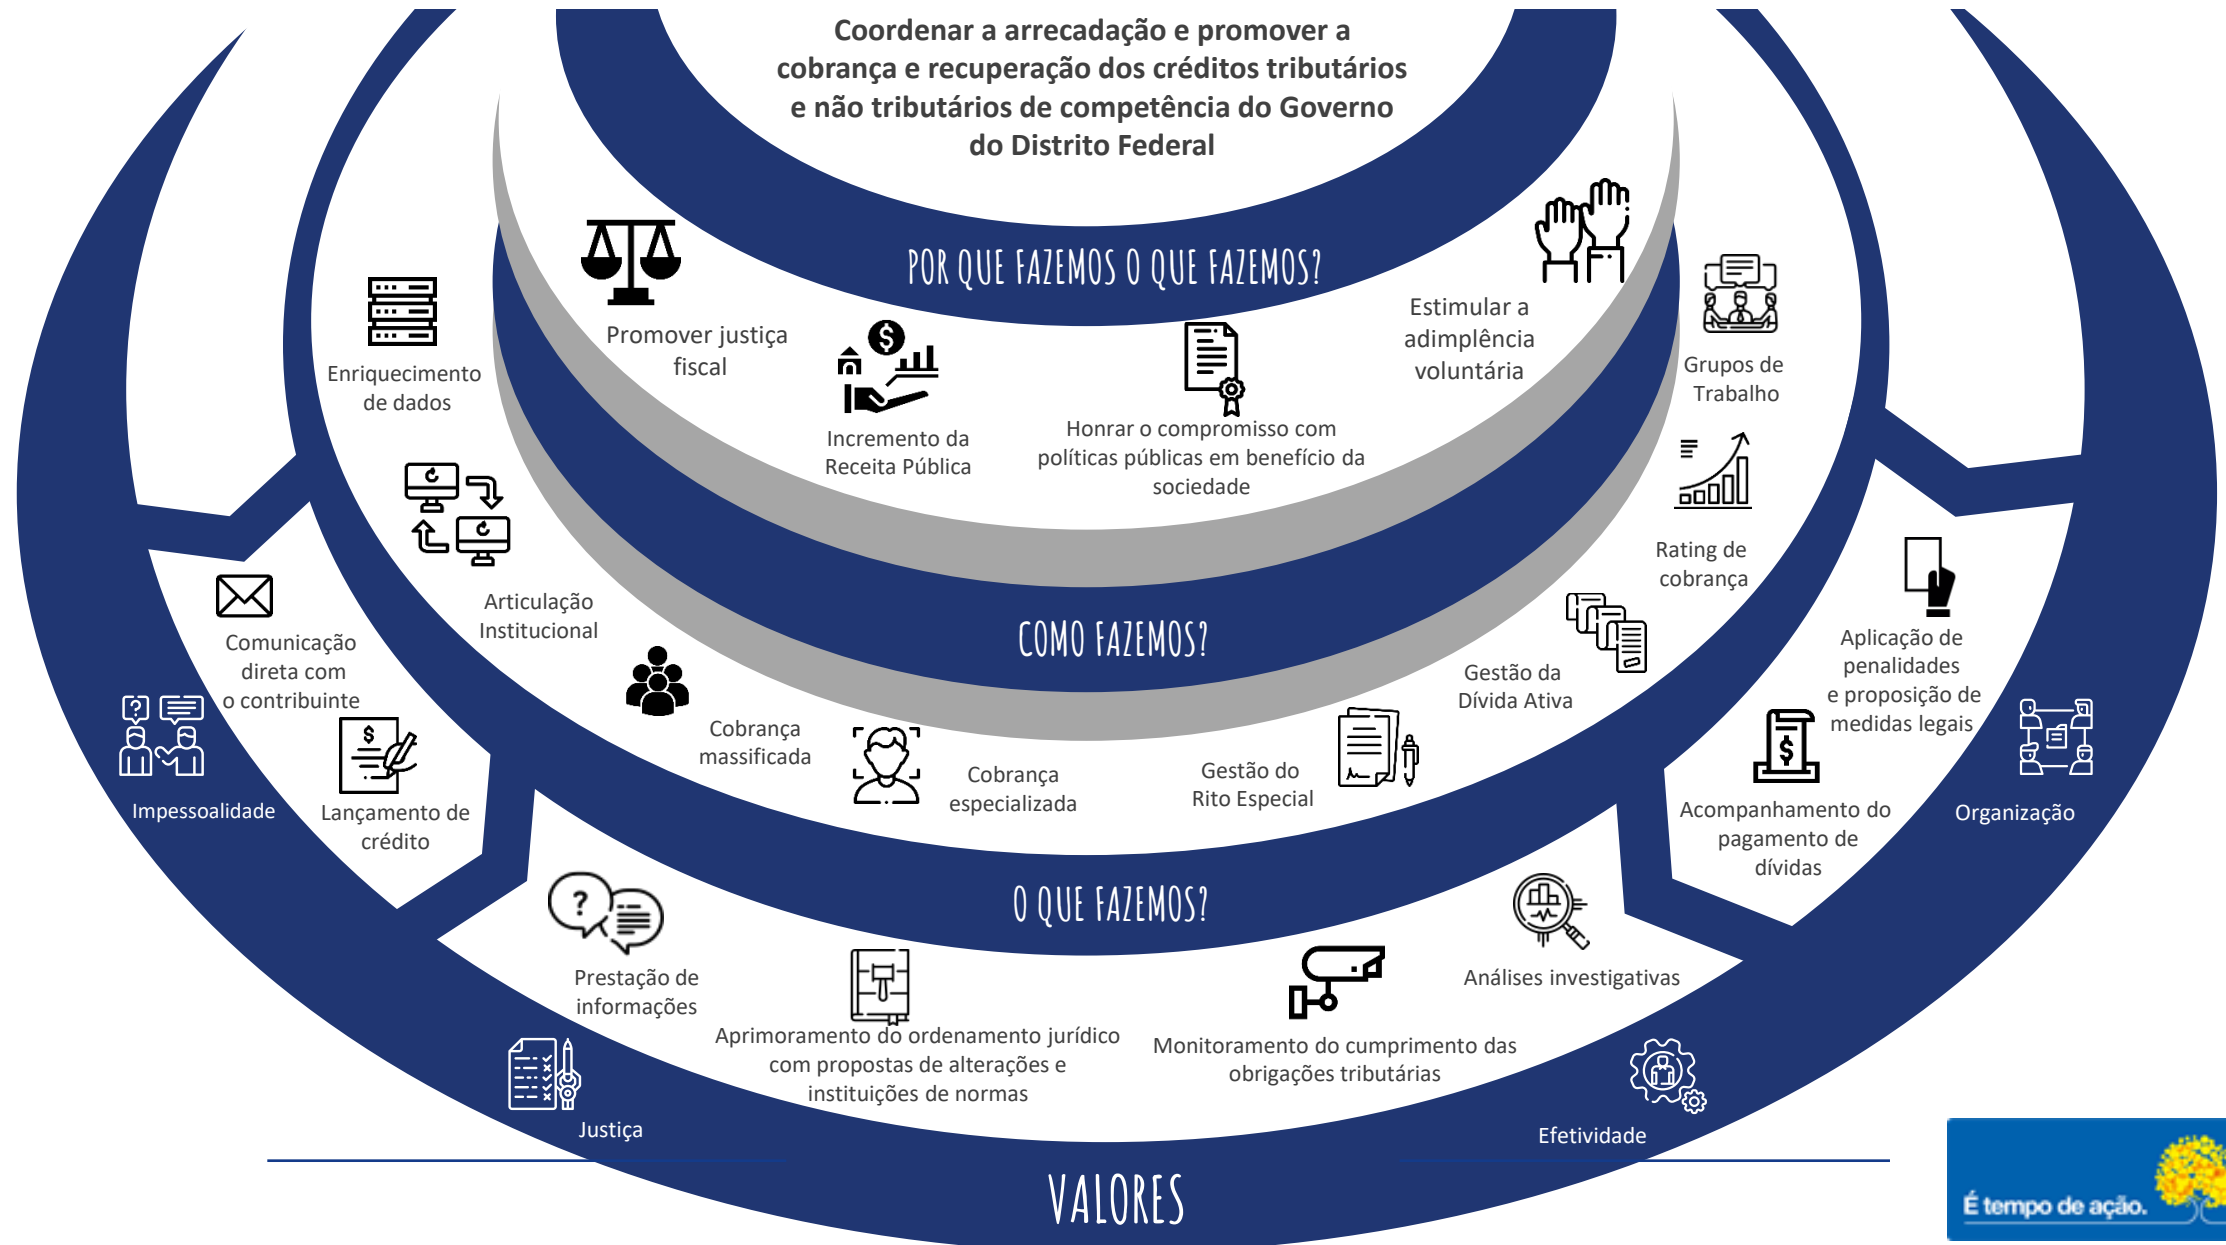 Coordenar a arrecadação e promover a
cobrança e recuperação dos créditos tributários
e não tributários de competência do Governo
do Distrito Federal
POR QUE FAZEMOS O QUE FAZEMOS?
Promover justiça
fiscal
Incremento da
Receita Pública
Honrar o compromisso com
políticas públicas em benefício da
sociedade
Estimular a
adimplência
voluntária
COMO FAZEMOS?
Enriquecimento
de dados
Articulação
Institucional
Cobrança
massificada
Cobrança
especializada
Gestão do
Rito Especial
Gestão da
Dívida Ativa
Rating de
cobrança
Grupos de
Trabalho
O QUE FAZEMOS?
Comunicação
direta com
o contribuinte
Lançamento de
crédito
Prestação de
informações
Aprimoramento do ordenamento jurídico
com propostas de alterações e
instituições de normas
Monitoramento do cumprimento das
obrigações tributárias
Análises investigativas
Acompanhamento do
pagamento de
dívidas
Aplicação de
penalidades
e proposição de
medidas legais
VALORES
Impessoalidade
Justiça
Efetividade
Organização
É tempo de ação.